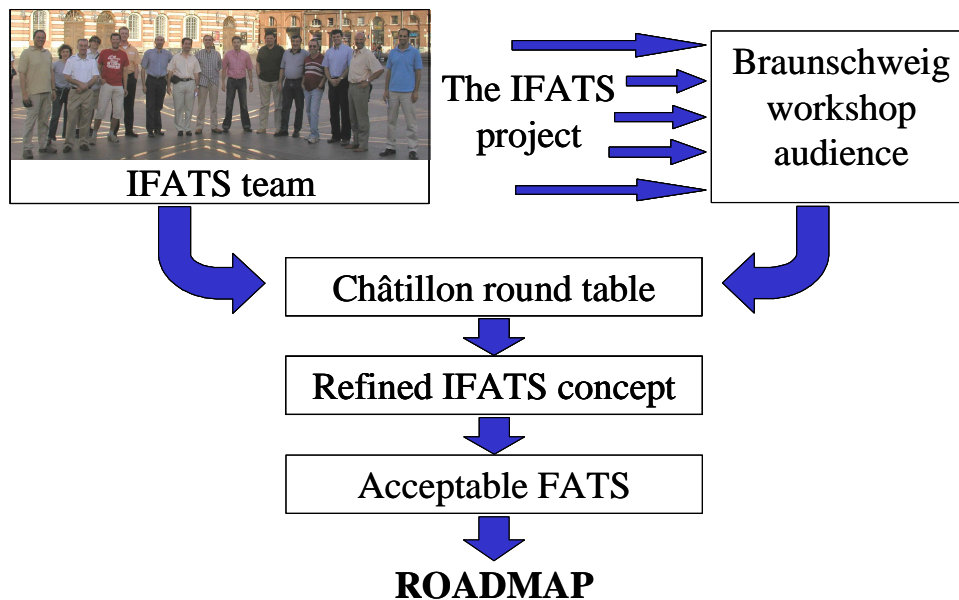 IFATS team
The IFATS
project
Braunschweig
workshop
audience
Châtillon round table
Refined IFATS concept
Acceptable FATS
ROADMAP